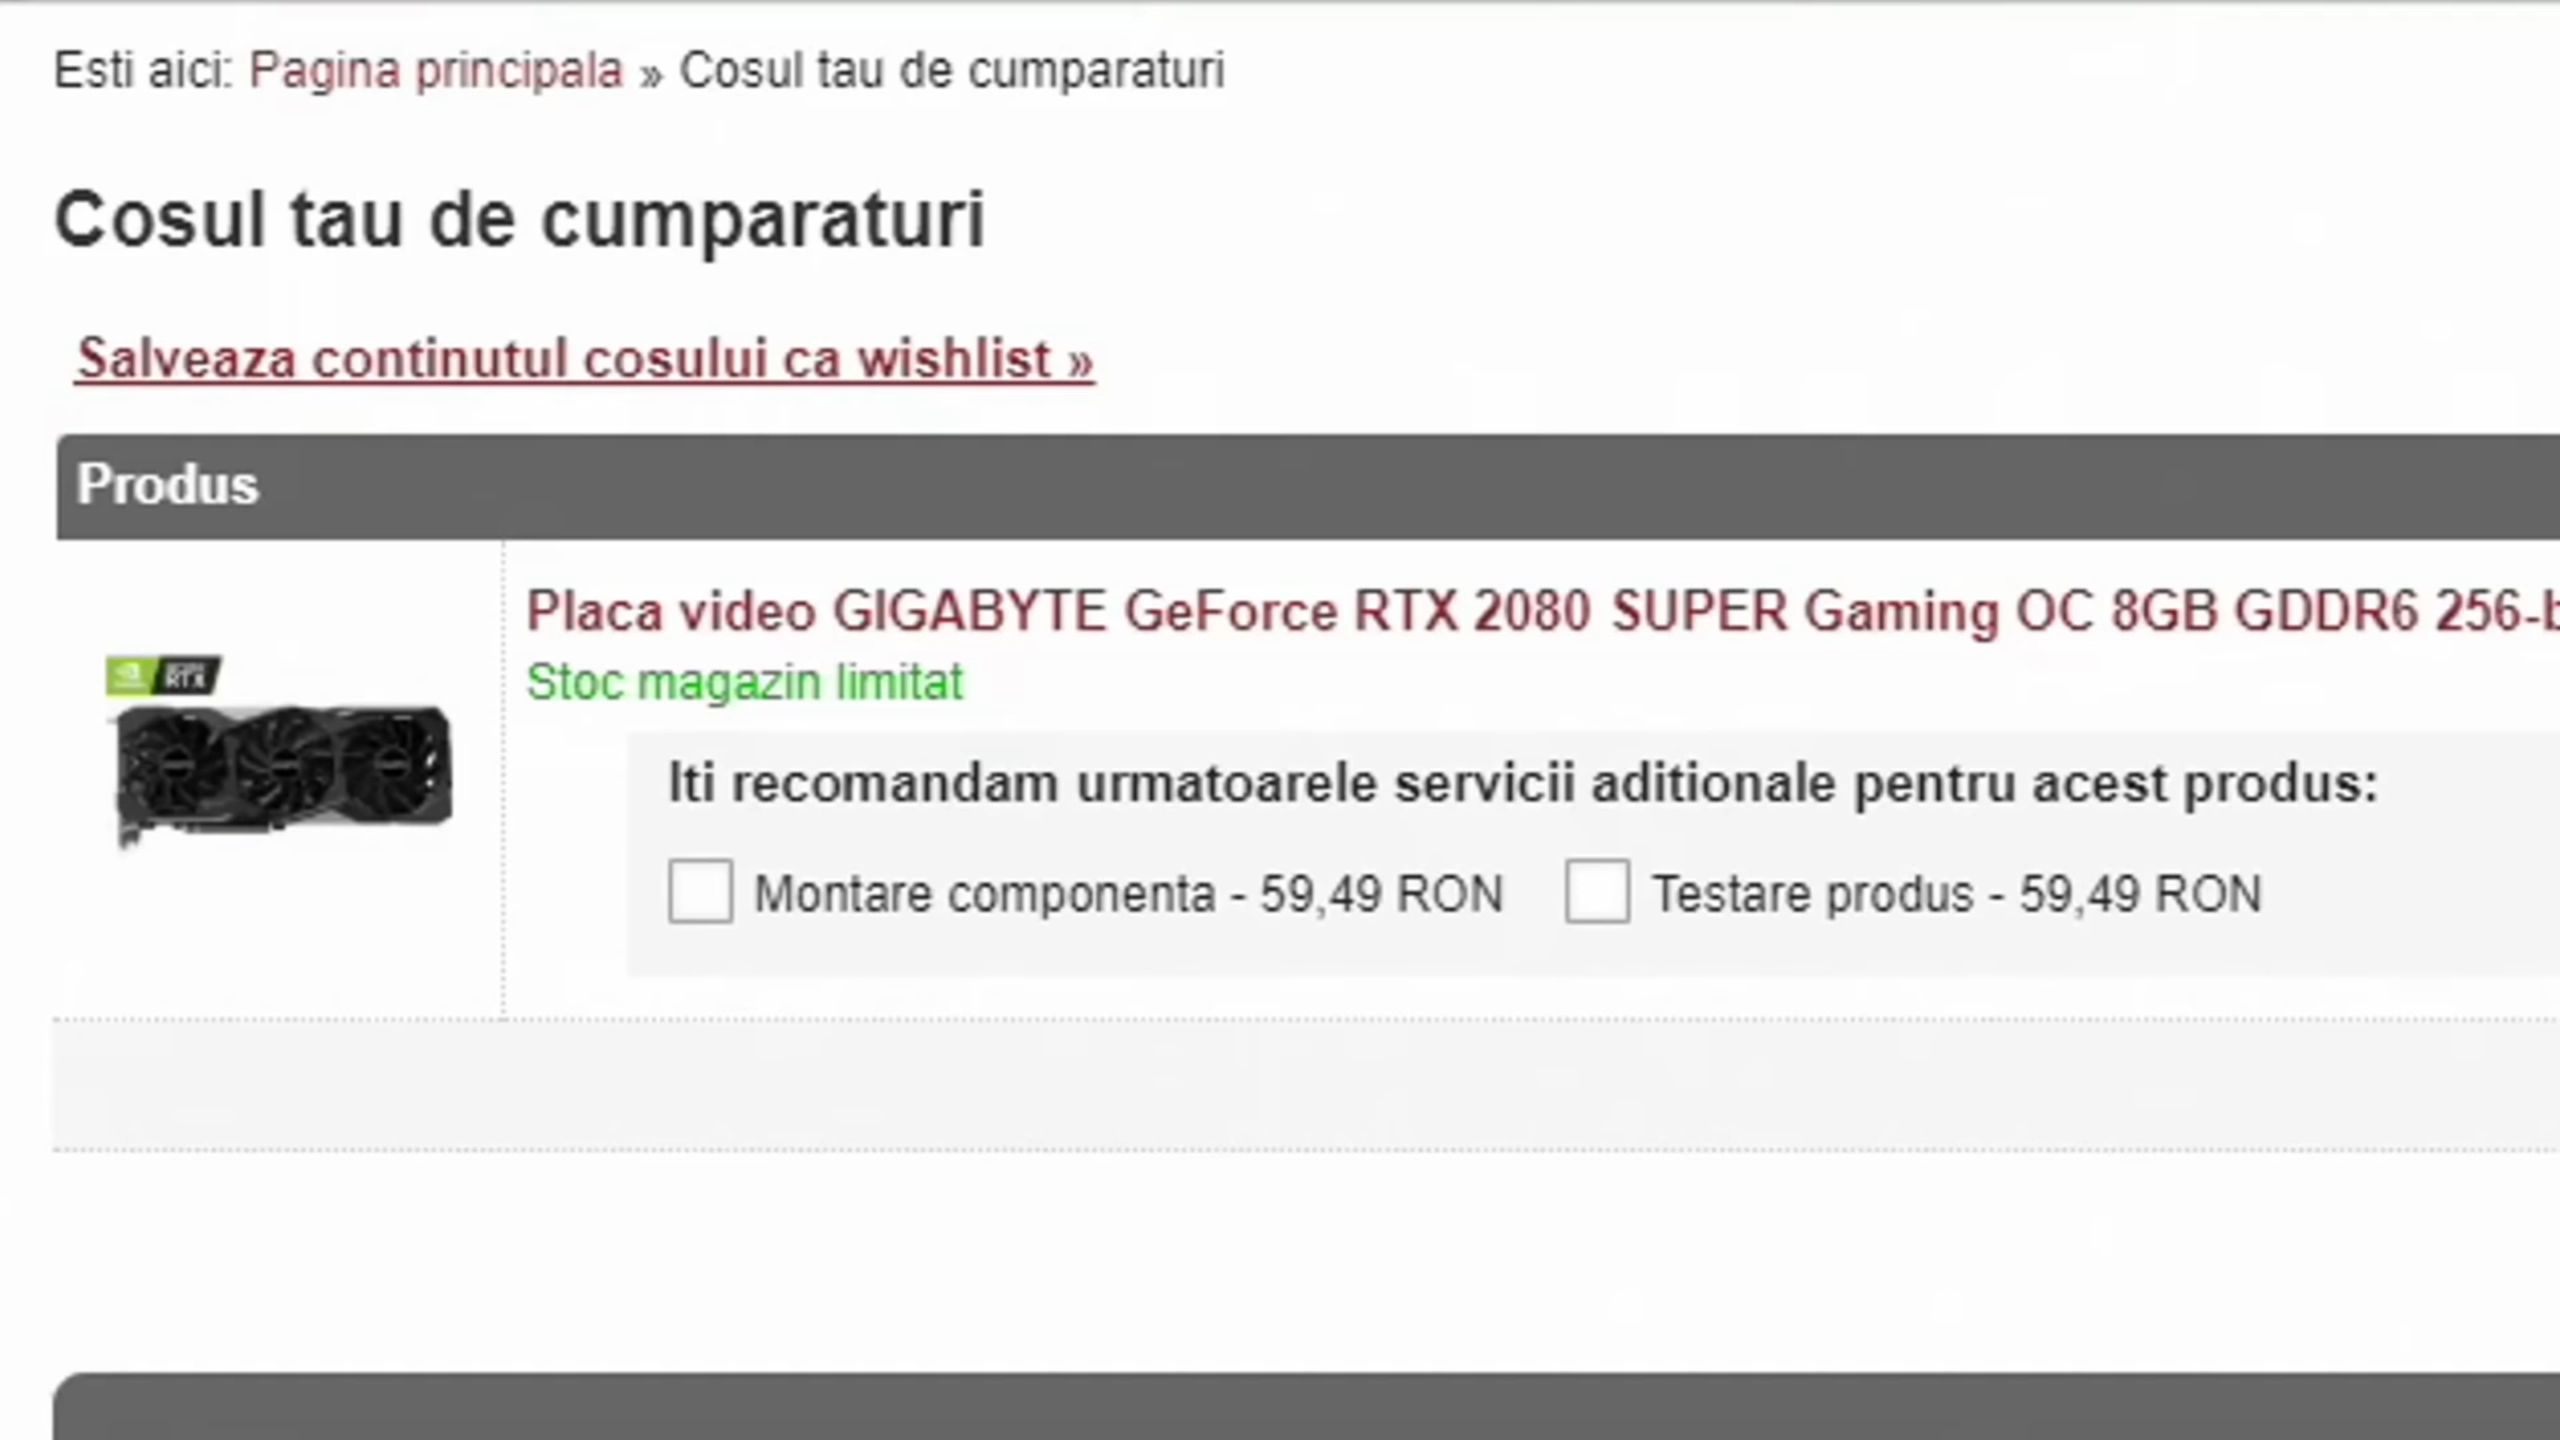 Esti aici: Pagina principala » Cosul tau de cumparaturi
Cosul tau de cumparaturi
Salveaza continutul cosului ca wishlist »
Produs
Placa video GIGABYTE GeForce RTX 2080 SUPER Gaming OC 8GB GDDR6 256-b
RTX
Stoc magazin limitat
Iti recomandam urmatoarele servicii aditionale pentru acest produs:
Montare componenta - 59,49 RON Testare produs - 59,49 RON